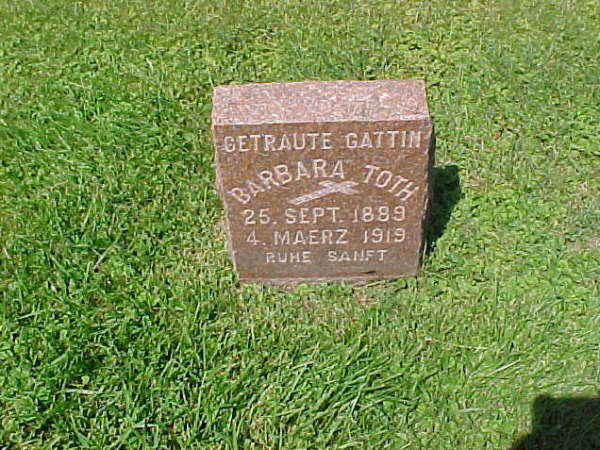 GETRAUTE GATTIN
BARBARA TOTH
25. SEPT. 1889
4. MAERZ 1919
RUHE SANFT